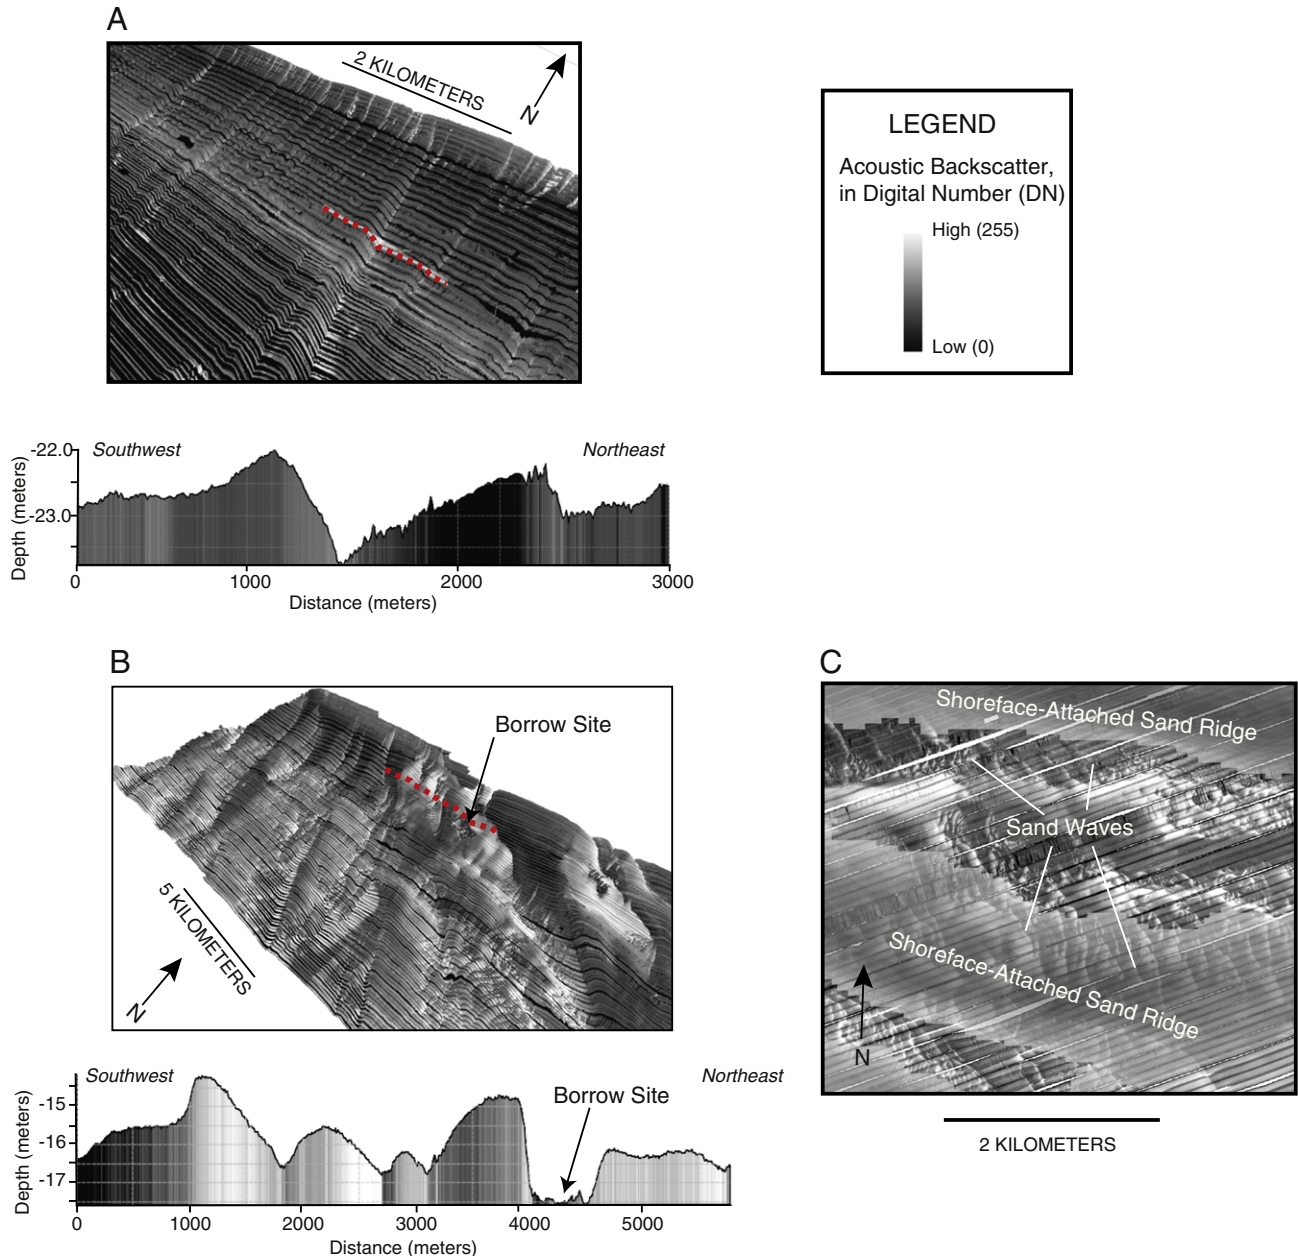 A
2 KILOMETERS
N
LEGEND
Acoustic Backscatter,
in Digital Number (DN)
High (255)
Low (0)
Southwest
Northeast
-22.0
-23.0
Depth (meters)
0
1000
2000
3000
Distance (meters)
B
Borrow Site
5 KILOMETERS
N
Southwest
Northeast
Borrow Site
-15
-16
-17
Depth (meters)
0
1000
2000
3000
4000
5000
Distance (meters)
C
Shoreface-Attached Sand Ridge
Sand Waves
Shoreface-Attached Sand Ridge
N
2 KILOMETERS